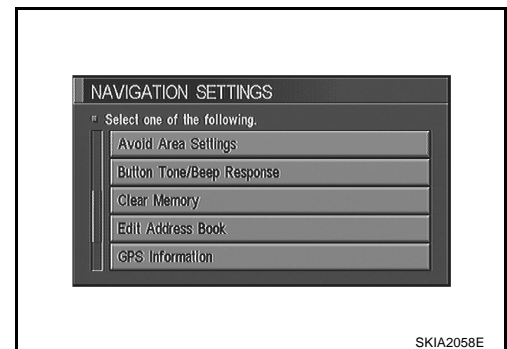 NAVIGATION SETTINGS
Select one of the following.
Avoid Area Settings
Button Tone/Beep Response
Clear Memory
Edit Address Book
GPS Information
SKIA2058E